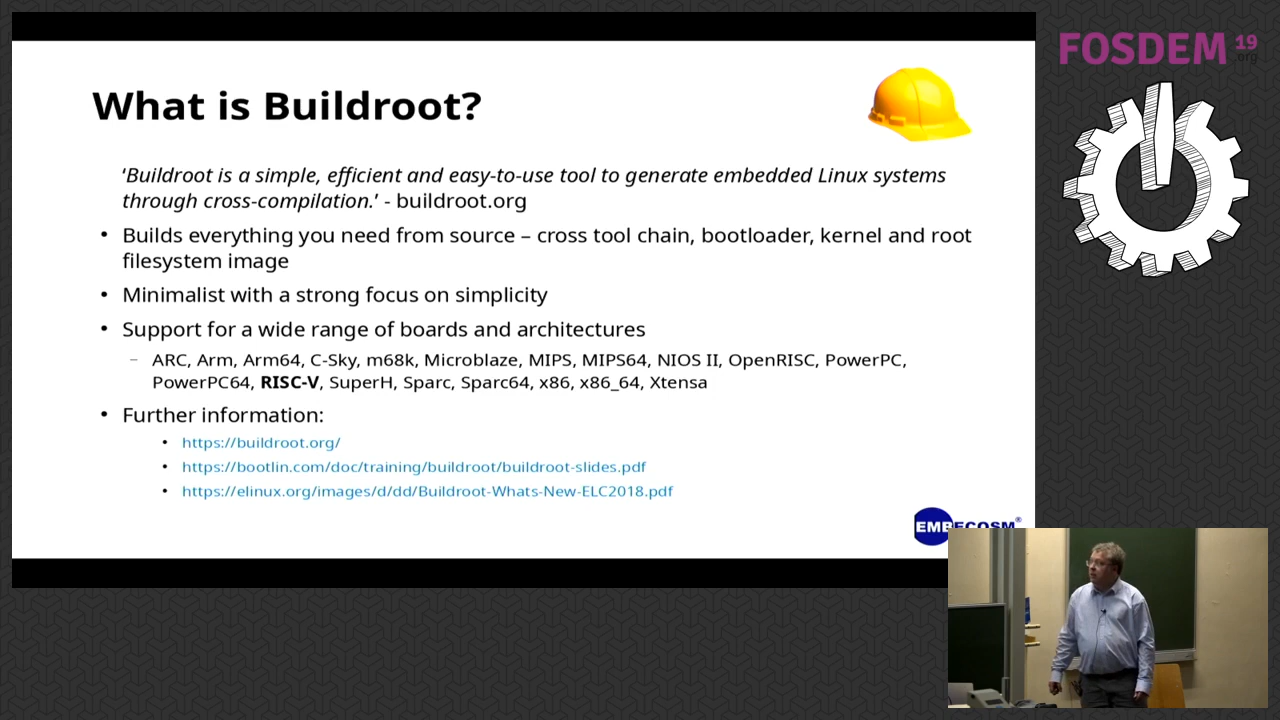 What is Buildroot?
‘Buildroot is a simple, efficient and easy-to-use tool to generate embedded Linux systems
through cross-compilation.’ - buildroot.org
• Builds everything you need from source – cross tool chain, bootloader, kernel and root
filesystem image
• Minimalist with a strong focus on simplicity
• Support for a wide range of boards and architectures
– ARC, Arm, Arm64, C-Sky, m68k, Microblaze, MIPS, MIPS64, NIOS II, OpenRISC, PowerPC,
PowerPC64, RISC-V, SuperH, Sparc, Sparc64, x86, x86_64, Xtensa
• Further information:
• https://buildroot.org/
• https://bootlin.com/doc/training/buildroot/buildroot-slides.pdf
• https://elinux.org/images/d/dd/Buildroot-Whats-New-ELC2018.pdf
EMBECOSM®
FOSDEM 19
.org